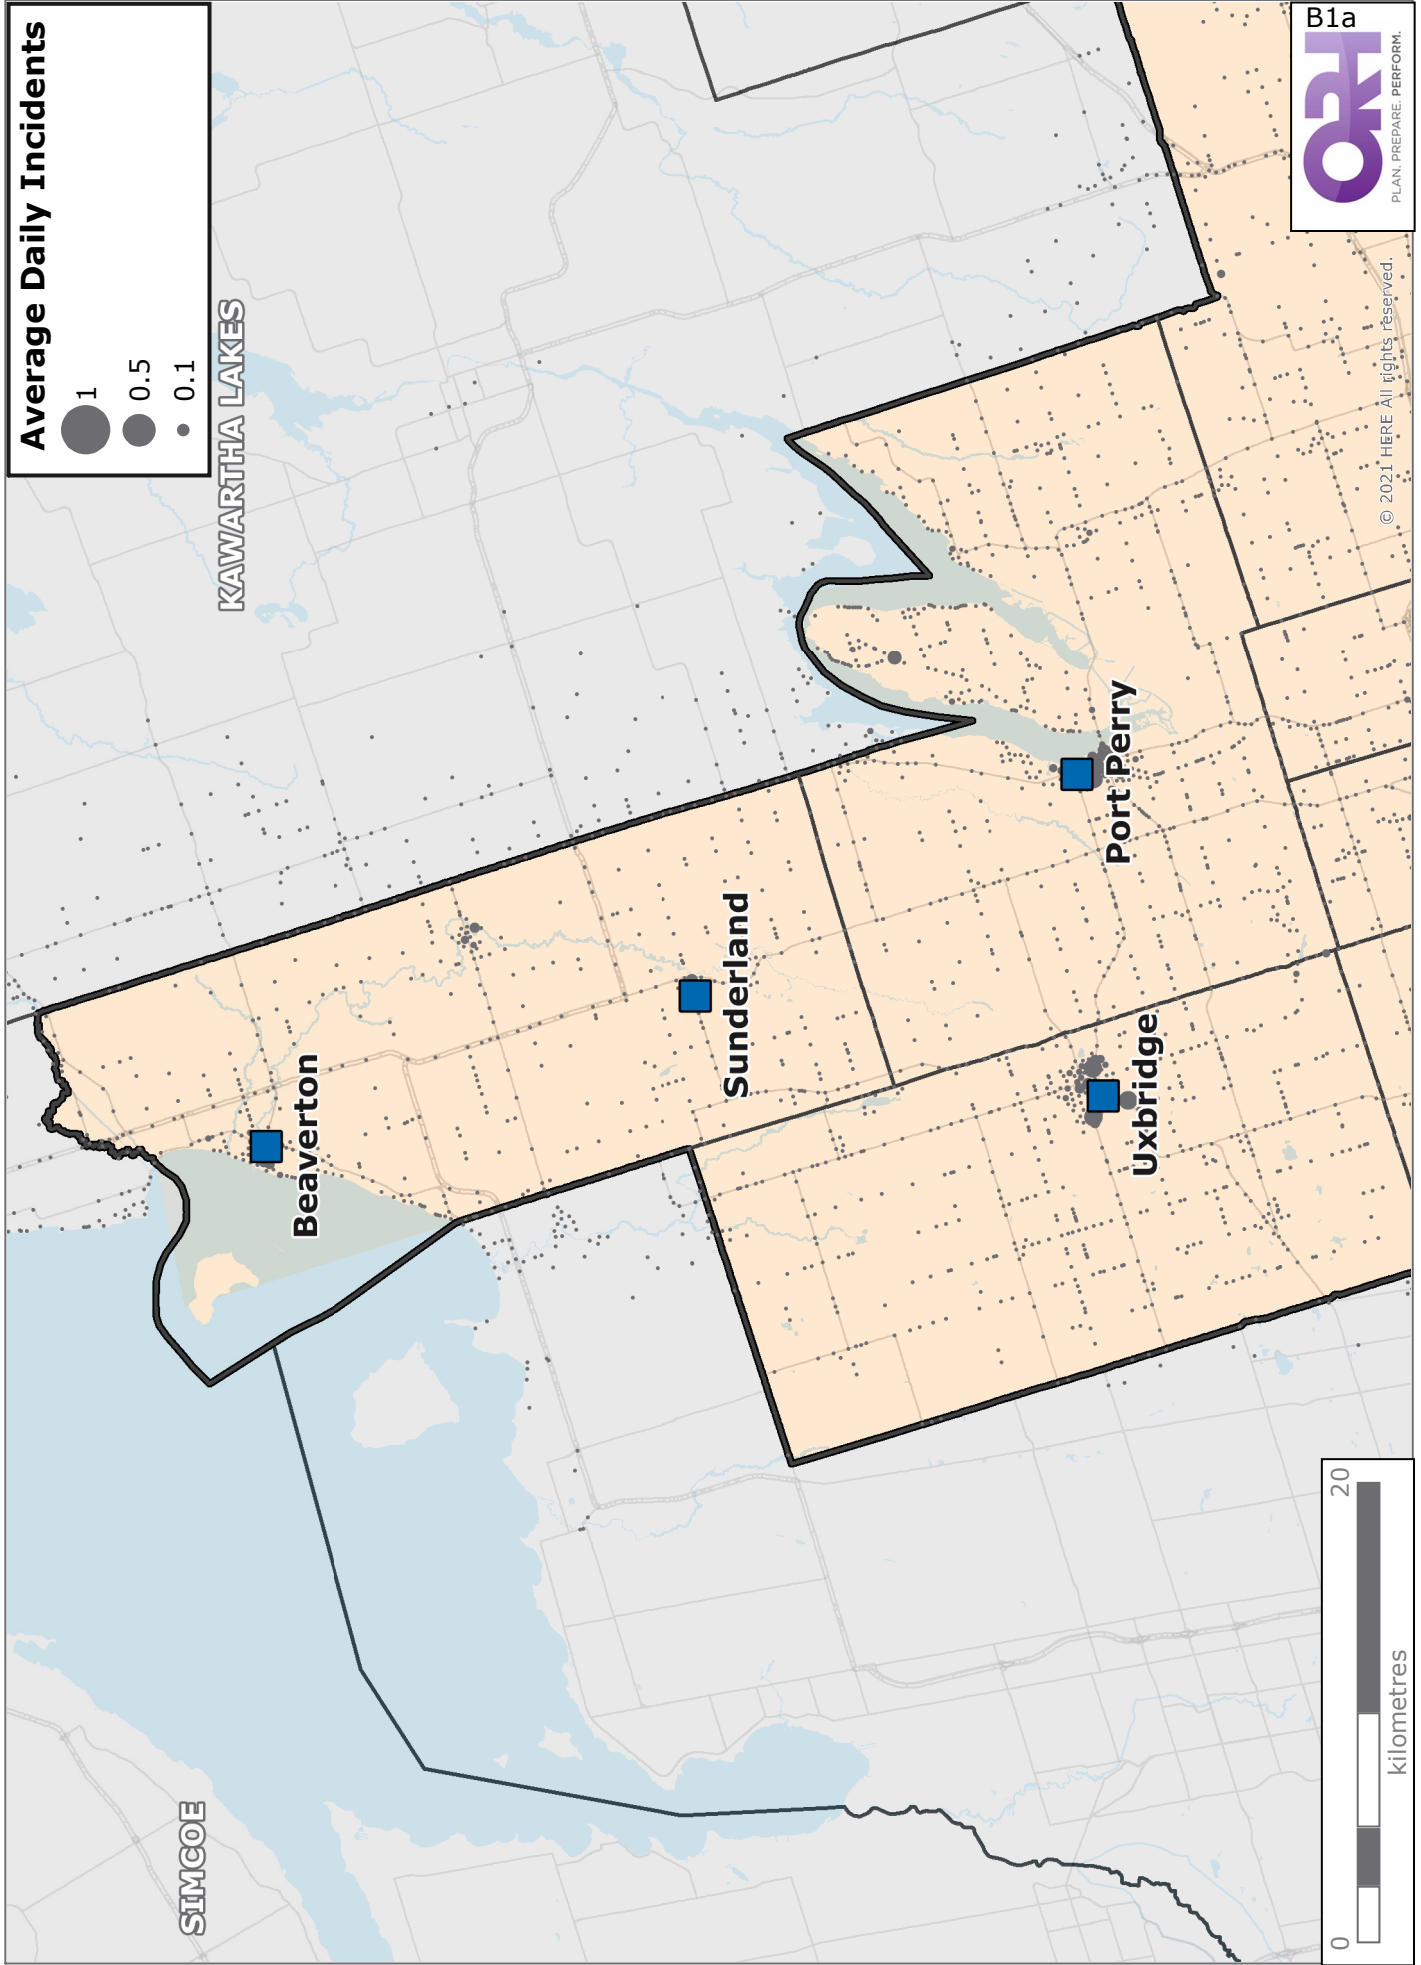 Average Daily Incidents
1
0.5
0.1
B1a
ORH
PLAN. PREPARE. PERFORM.
KAWARTHA LAKES
SIMCOE
Beaverton
Sunderland
Port Perry
Uxbridge
© 2021 HERE All rights reserved.
0
20
kilometres